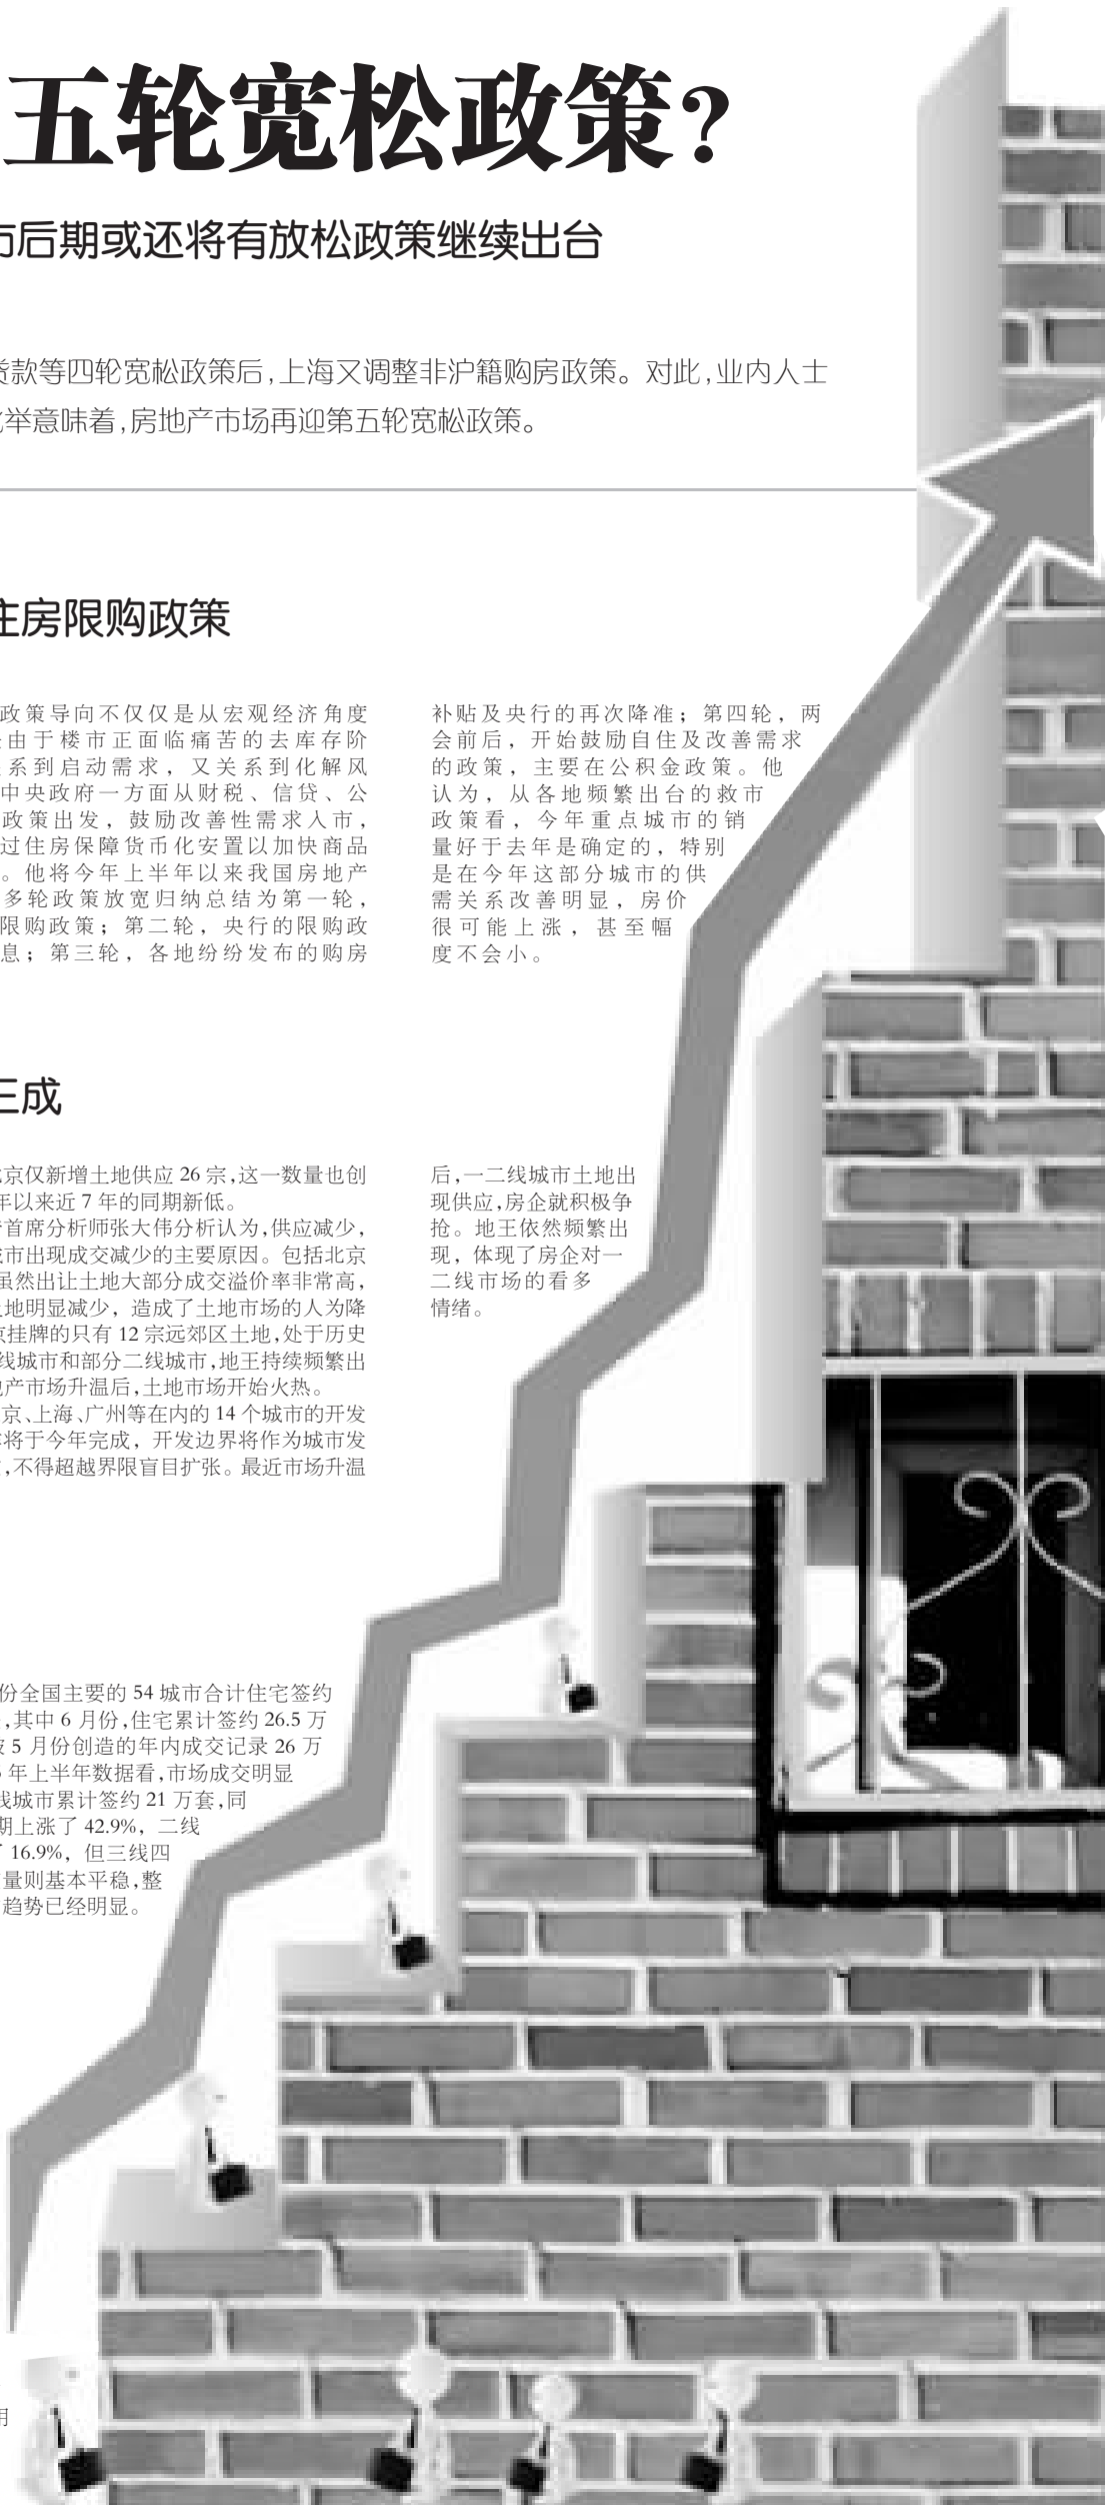 五轮宽松政策?
后期或还将有放松政策继续出台
款等四轮宽松政策后,上海又调整非沪籍购房政策。对此,业内人士
举意味着,房地产市场再迎第五轮宽松政策。
住房限购政策
政策导向不仅仅是从宏观经济角度
由于楼市正面临痛苦的去库存阶
系到启动需求，又关系到化解风
中央政府一方面从财税、信贷、公
政策出发，鼓励改善性需求入市，
过住房保障货币化安置以加快商品
。他将今年上半年以来我国房地产
多轮政策放宽归纳总结为第一轮，
限购政策；第二轮，央行的限购政
息；第三轮，各地纷纷发布的购房
补贴及央行的再次降准；第四轮，两
会前后，开始鼓励自住及改善需求
的政策，主要在公积金政策。他
认为，从各地频繁出台的救市
政策看，今年重点城市的销
量好于去年是确定的，特别
是在今年这部分城市的供
需关系改善明显，房价
很可能上涨，甚至幅
度不会小。
三成
京仅新增土地供应 26 宗,这一数量也创
年以来近 7 年的同期新低。
首席分析师张大伟分析认为,供应减少,
城市出现成交减少的主要原因。包括北京
虽然出让土地大部分成交溢价率非常高,
地明显减少，造成了土地市场的人为降
京挂牌的只有 12 宗远郊区土地,处于历史
线城市和部分二线城市,地王持续频繁出
产市场升温后,土地市场开始火热。
京、上海、广州等在内的 14 个城市的开发
将于今年完成，开发边界将作为城市发
,不得超越界限盲目扩张。最近市场升温
后,一二线城市土地出
现供应,房企就积极争
抢。地王依然频繁出
现，体现了房企对一
二线市场的看多
情绪。
份全国主要的 54 城市合计住宅签约
,其中 6 月份,住宅累计签约 26.5 万
破 5 月份创造的年内成交记录 26 万
年上半年数据看,市场成交明显
线城市累计签约 21 万套,同
期上涨了 42.9%，二线
16.9%，但三线四
量则基本平稳,整
趋势已经明显。